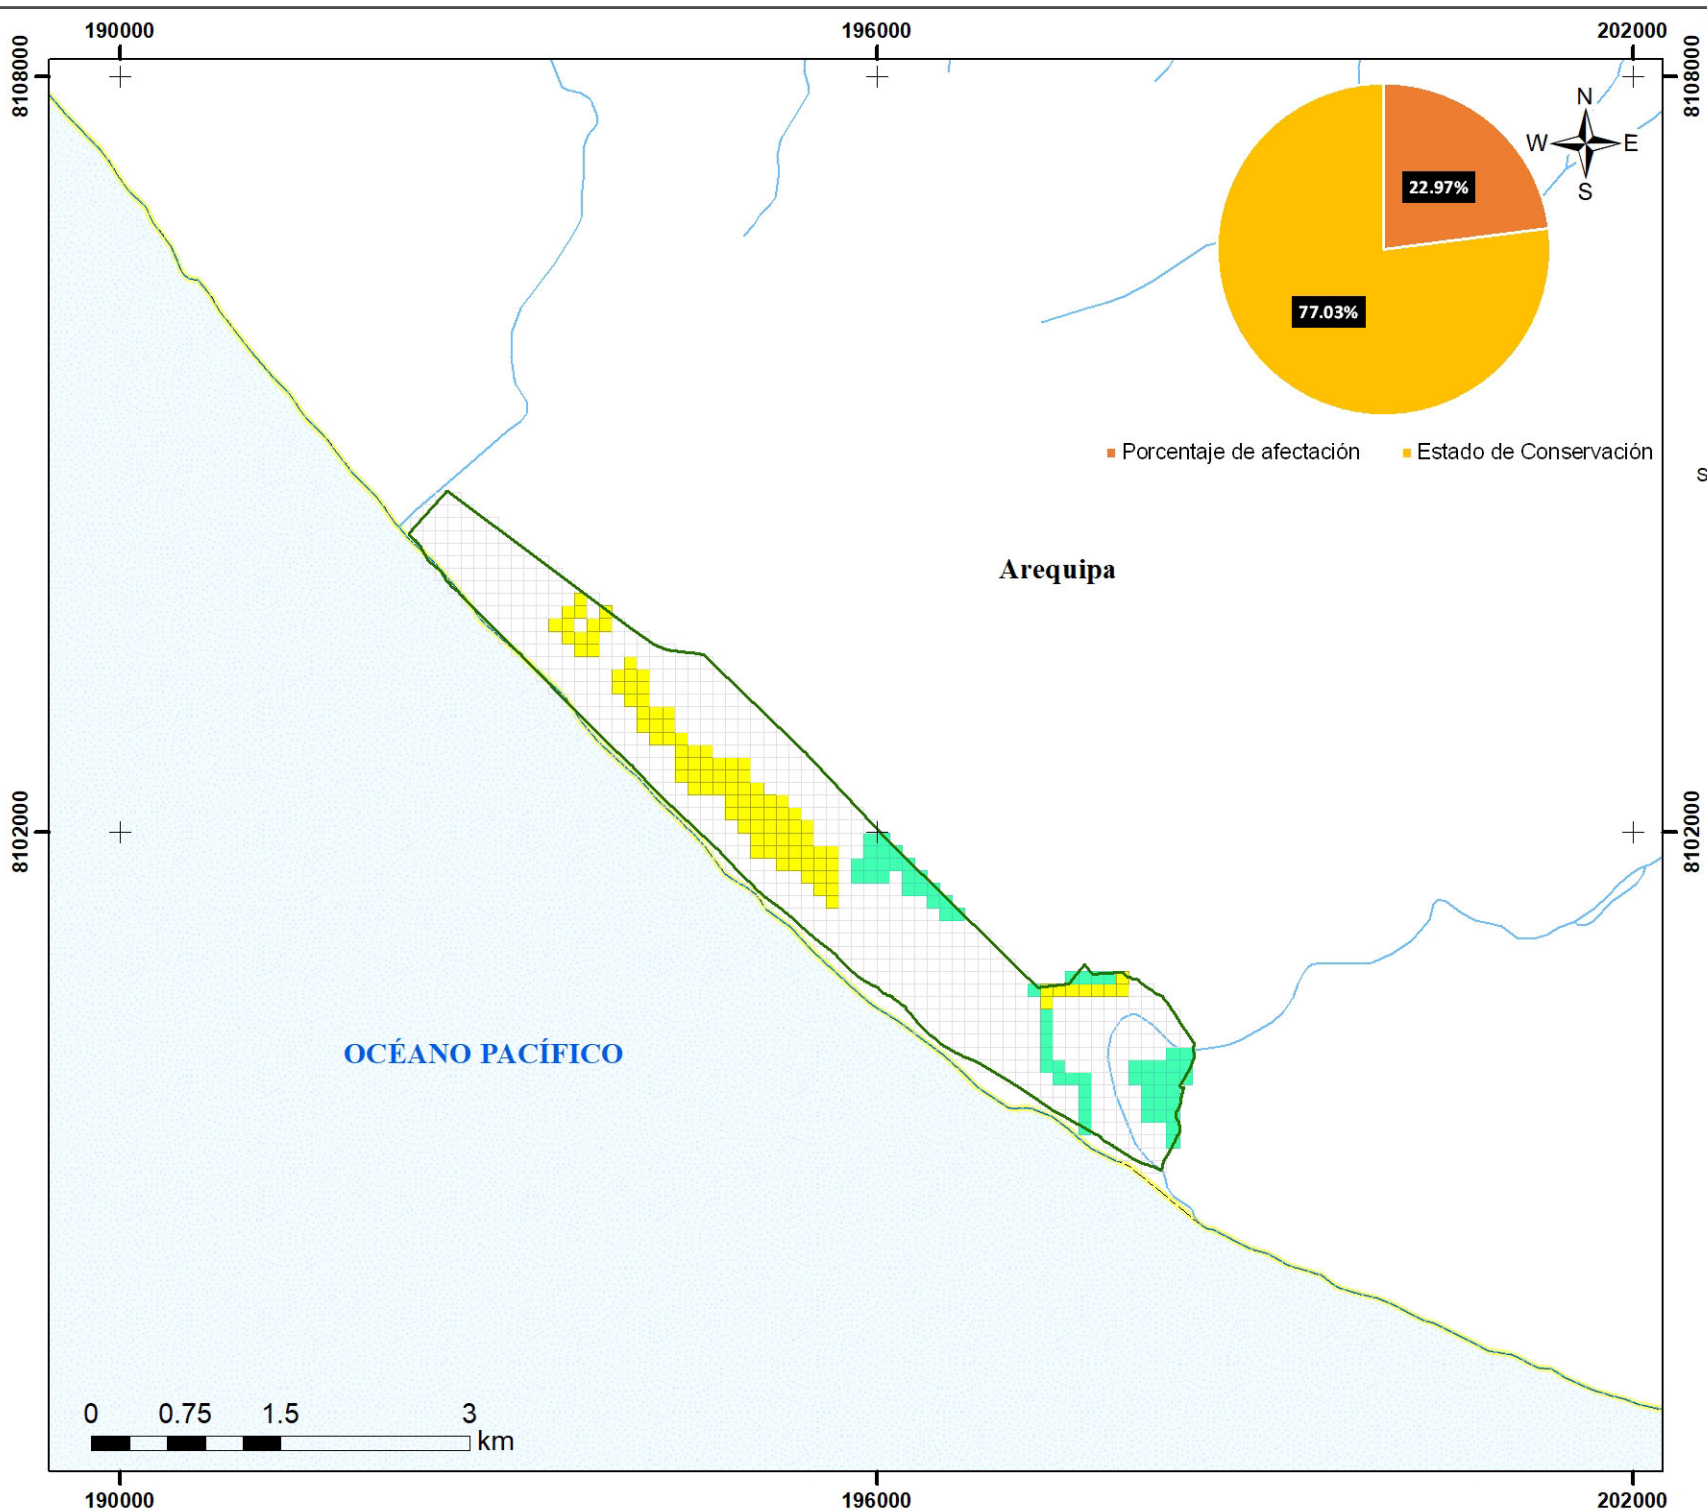 190000
196000
202000
8108000
8108000
N
W
E
S
22.97%
77.03%
Porcentaje de afectación
Estado de Conservación
S
Arequipa
8102000
8102000
OCÉANO PACÍFICO
0
0.75
1.5
3
km
190000
196000
202000